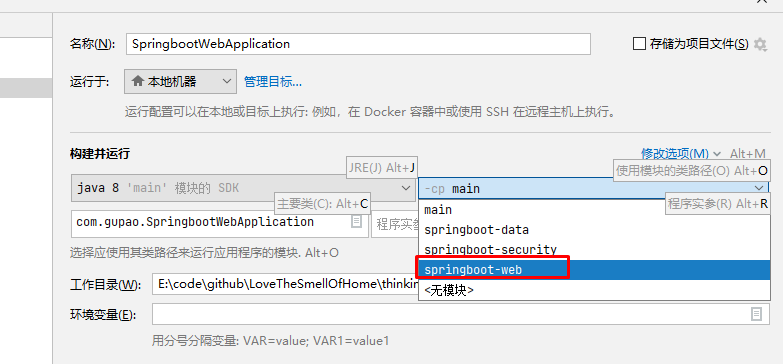 名称(N): SpringbootWebApplication 存储为项目文件(S)
运行于: 本地机器 管理目标...
运行配置可以在本地或目标上执行: 例如，在 Docker 容器中或使用 SSH 在远程主机上执行。
构建并运行 修改选项(M) Alt+M
JRE(J) Alt+J 使用模块的类路径(O) Alt+O
java 8 'main' 模块的 SDK -cp main
主要类(C): Alt+C 程序实参(R) Alt+R
main
com.gupao.SpringbootWebApplication 程序实参
springboot-data
选择应使用其类路径来运行应用程序的模块. Alt+O
springboot-security
springboot-web
工作目录(W): E:\code\github\LoveTheSmellOfHome\thinkin
<无模块>
环境变量(E):
用分号分隔变量: VAR=value; VAR1=value1